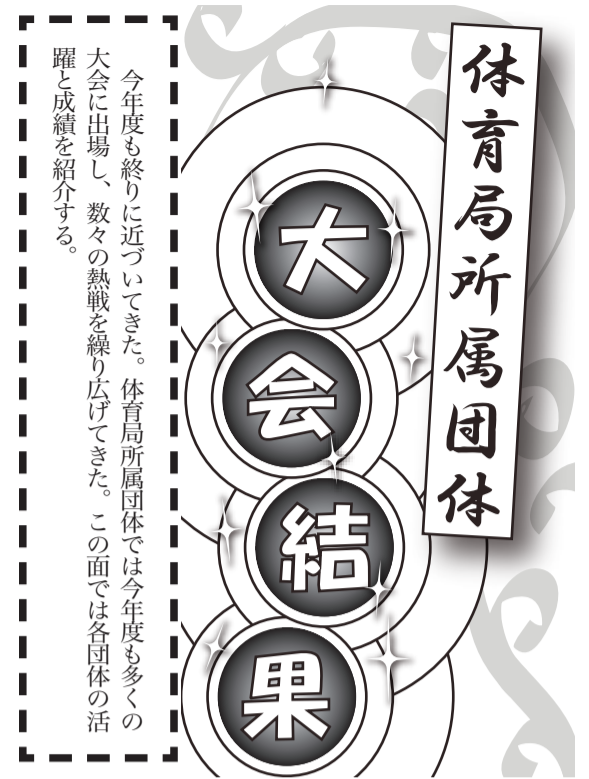 体育局所属団体
大会結果
今年度も終りに近づいてきた。体育局所属団体では今年度も多くの
大会に出場し、数々の熱戦を繰り広げてきた。この面では各団体の活
躍と成績を紹介する。